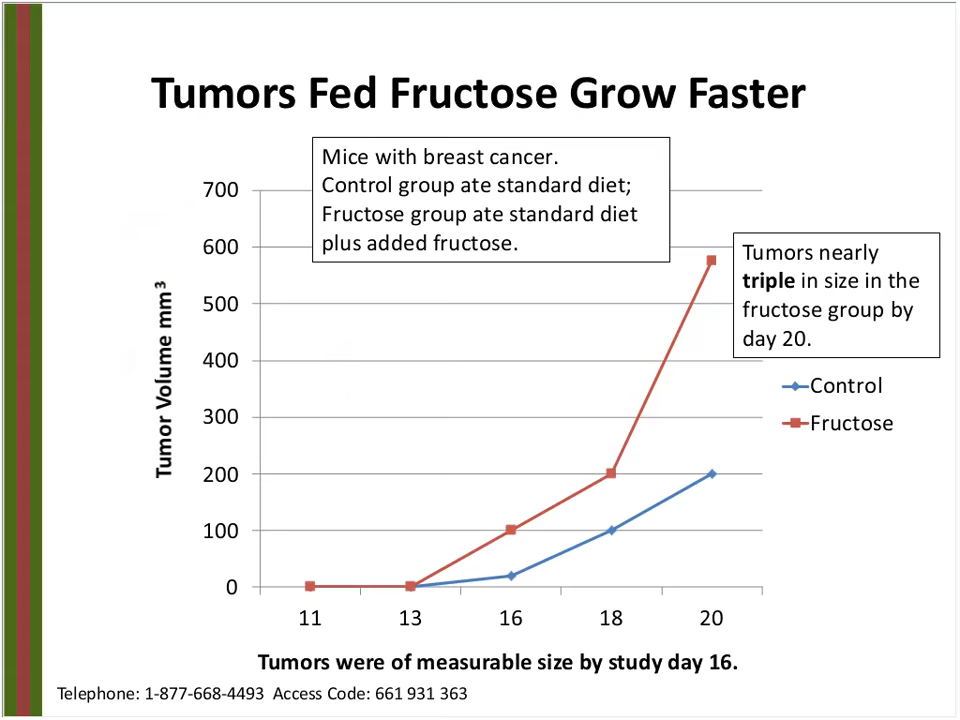 Tumors Fed Fructose Grow Faster
Mice with breast cancer.
Control group ate standard diet;
Fructose group ate standard diet
plus added fructose.
Tumors nearly
triple in size in the
fructose group by
day 20.
Tumor Volume mm³
700
600
500
400
300
200
100
0
11 13 16 18 20
Control
Fructose
Tumors were of measurable size by study day 16.
Telephone: 1-877-668-4493 Access Code: 661 931 363